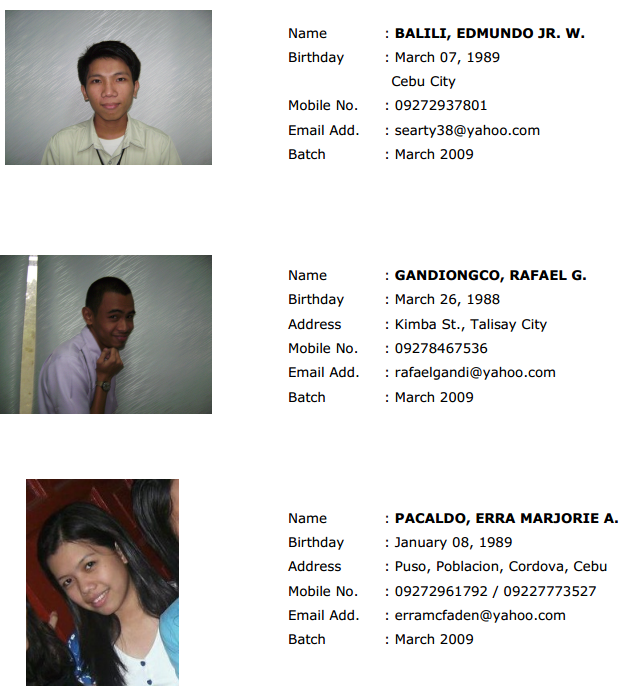 Name : BALILI, EDMUNDO JR. W.
Birthday : March 07, 1989
Cebu City
Mobile No. : 09272937801
Email Add. : searty38@yahoo.com
Batch : March 2009
Name : GANDIONGCO, RAFAEL G.
Birthday : March 26, 1988
Address : Kimba St., Talisay City
Mobile No. : 09278467536
Email Add. : rafaelgandi@yahoo.com
Batch : March 2009
Name : PACALDO, ERRA MARJORIE A.
Birthday : January 08, 1989
Address : Puso, Poblacion, Cordova, Cebu
Mobile No. : 09272961792 / 09227773527
Email Add. : erramcfaden@yahoo.com
Batch : March 2009